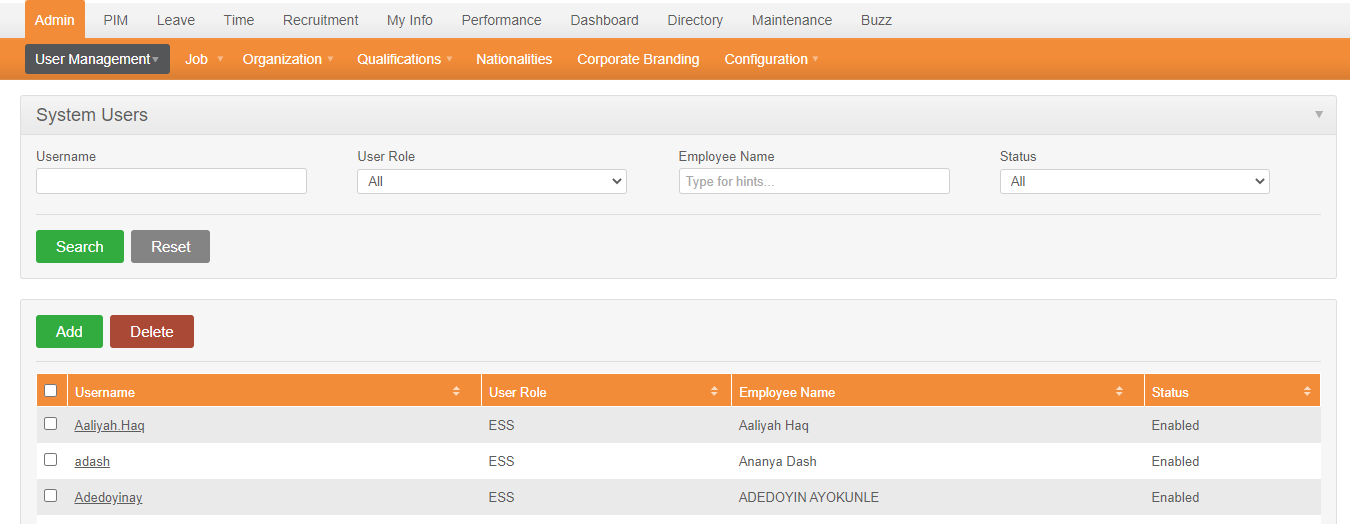 Admin PIM Leave Time Recruitment My Info Performance Dashboard Directory Maintenance Buzz
User Management Job Organization Qualifications Nationalities Corporate Branding Configuration
System Users
Username User Role Employee Name Status
All Type for hints... All
Search Reset
Add Delete
Username User Role Employee Name Status
Aaliyah.Haq ESS Aaliyah Haq Enabled
adash ESS Ananya Dash Enabled
Adedoyinay ESS ADEDOYIN AYOKUNLE Enabled